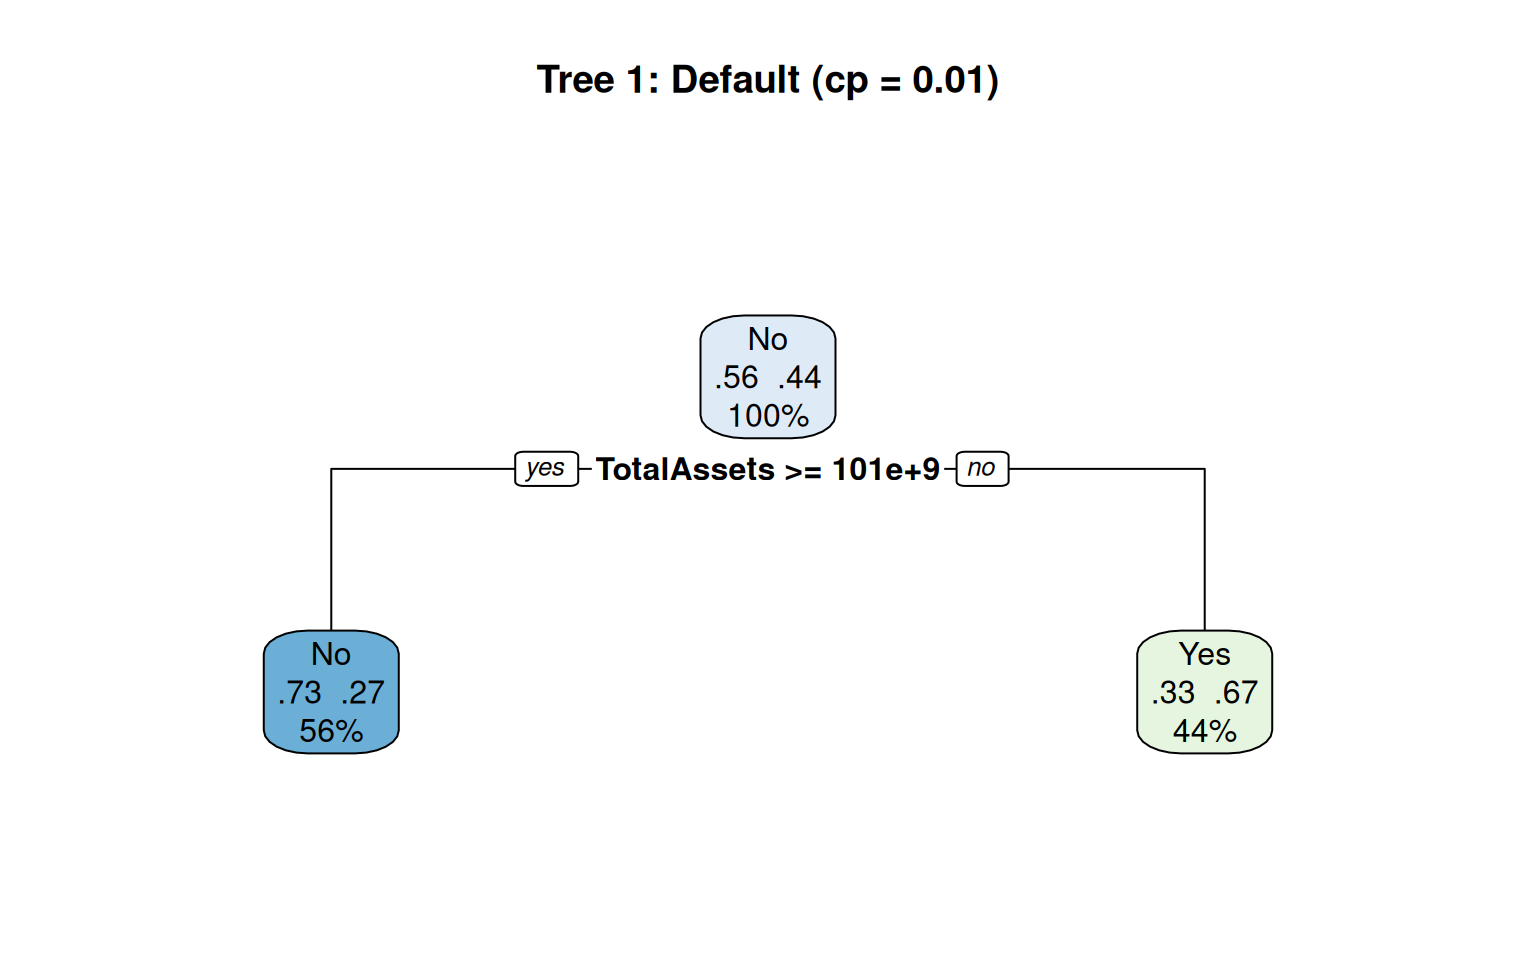 Tree 1: Default (cp = 0.01)
No
.56 .44
100%
yes TotalAssets >= 101e+9 no
No
.73 .27
56%
Yes
.33 .67
44%